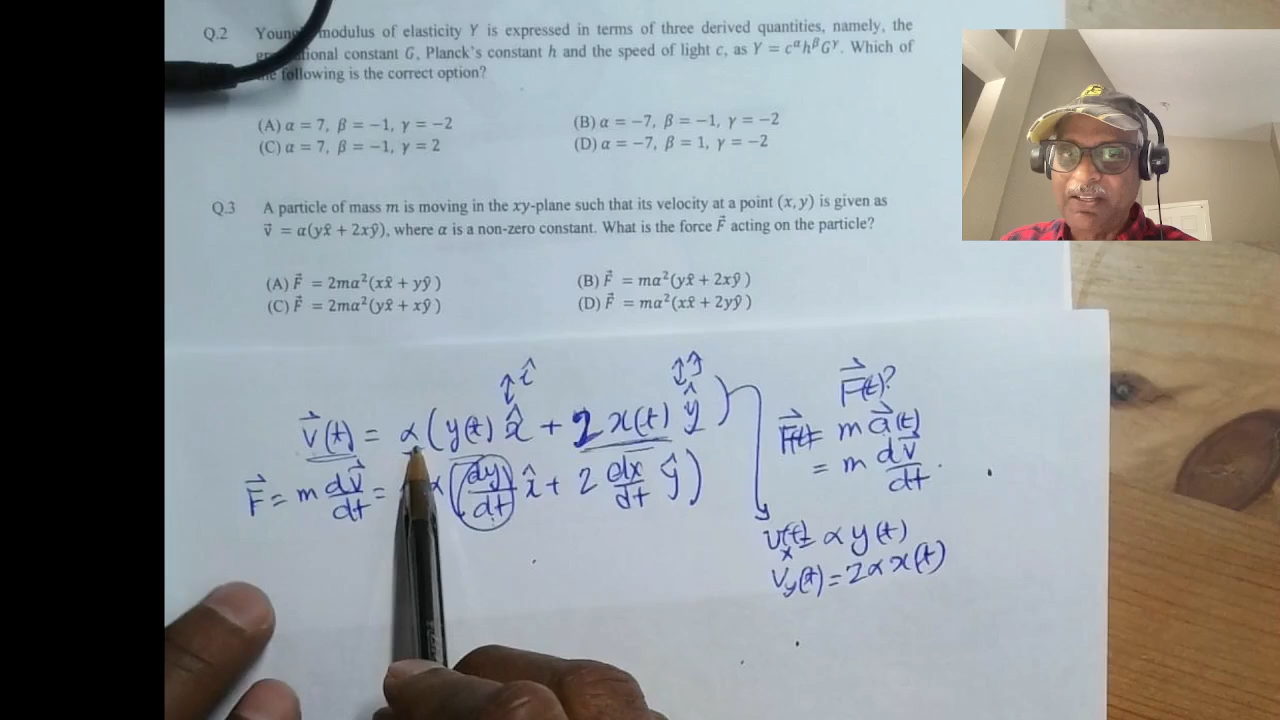 Q.2 Young modulus of elasticity Y is expressed in terms of three derived quantities, namely, the
tional constant G, Planck's constant h and the speed of light c, as Y = c^α h^β G^γ. Which of
following is the correct option?
(A) α = 7, β = −1, γ = −2 (B) α = −7, β = −1, γ = −2
(C) α = 7, β = −1, γ = 2 (D) α = −7, β = 1, γ = −2
Q.3 A particle of mass m is moving in the xy-plane such that its velocity at a point (x, y) is given as
v⃗ = α(yx̂ + 2xŷ), where α is a non-zero constant. What is the force F⃗ acting on the particle?
(A) F⃗ = 2mα²(xx̂ + yŷ) (B) F⃗ = mα²(yx̂ + 2xŷ)
(C) F⃗ = 2mα²(yx̂ + xŷ) (D) F⃗ = mα²(xx̂ + 2yŷ)
↑ î ĵ
v⃗(t) = α(y(t) x̂ + 2 x(t) ŷ)
F⃗ = m dv⃗/dt = α(dy/dt x̂ + 2 dx/dt ŷ)
F⃗(t)?
F⃗(t) = m a⃗(t)
= m dv⃗/dt.
v_x(t) = α y(t)
v_y(t) = 2α x(t)